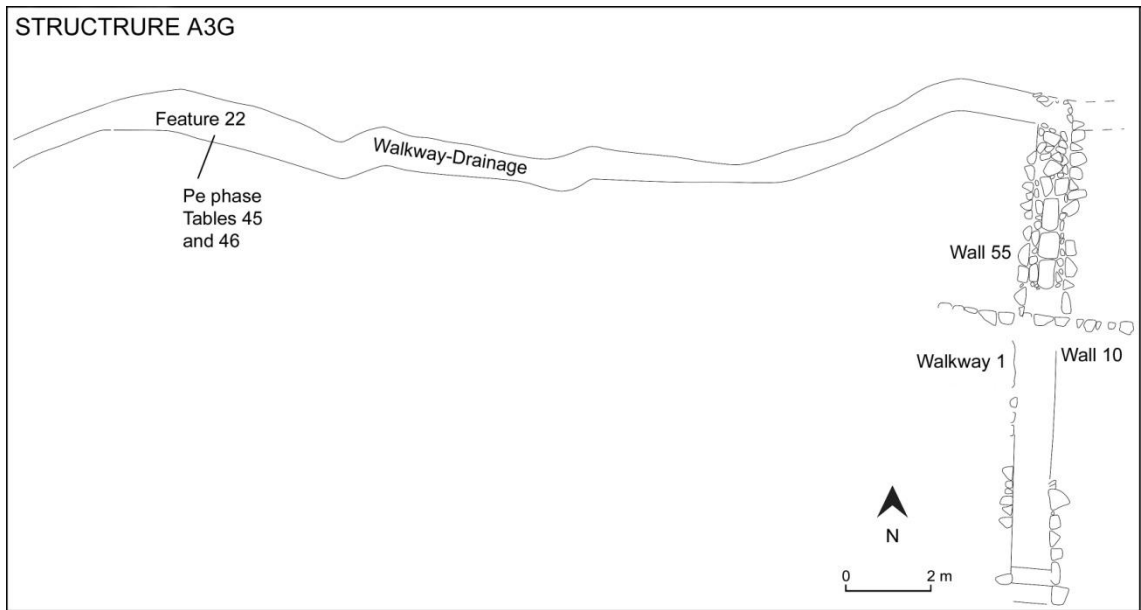 STRUCTRURE A3G
Feature 22
Walkway-Drainage
Pe phase
Tables 45
and 46
Wall 55
Walkway 1
Wall 10
N
0 2 m